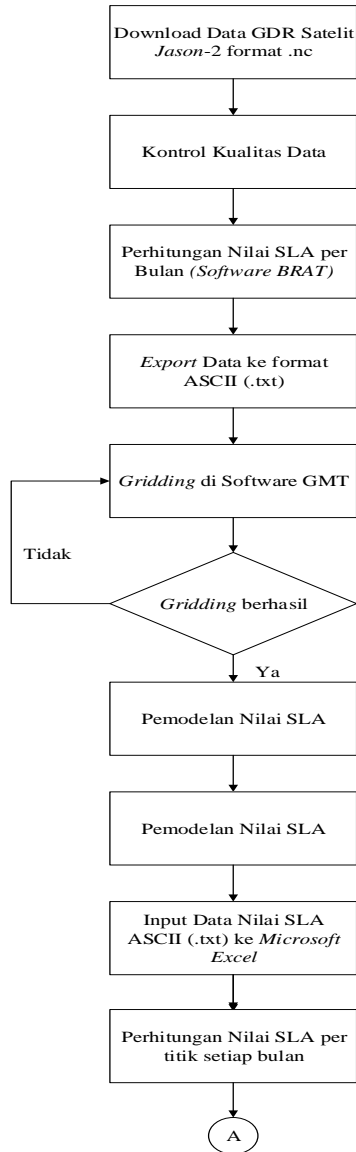 Download Data GDR Satelit
Jason-2 format .nc
Kontrol Kualitas Data
Perhitungan Nilai SLA per
Bulan (Software BRAT)
Export Data ke format
ASCII (.txt)
Gridding di Software GMT
Tidak
Gridding berhasil
Ya
Pemodelan Nilai SLA
Pemodelan Nilai SLA
Input Data Nilai SLA
ASCII (.txt) ke Microsoft
Excel
Perhitungan Nilai SLA per
titik setiap bulan
A